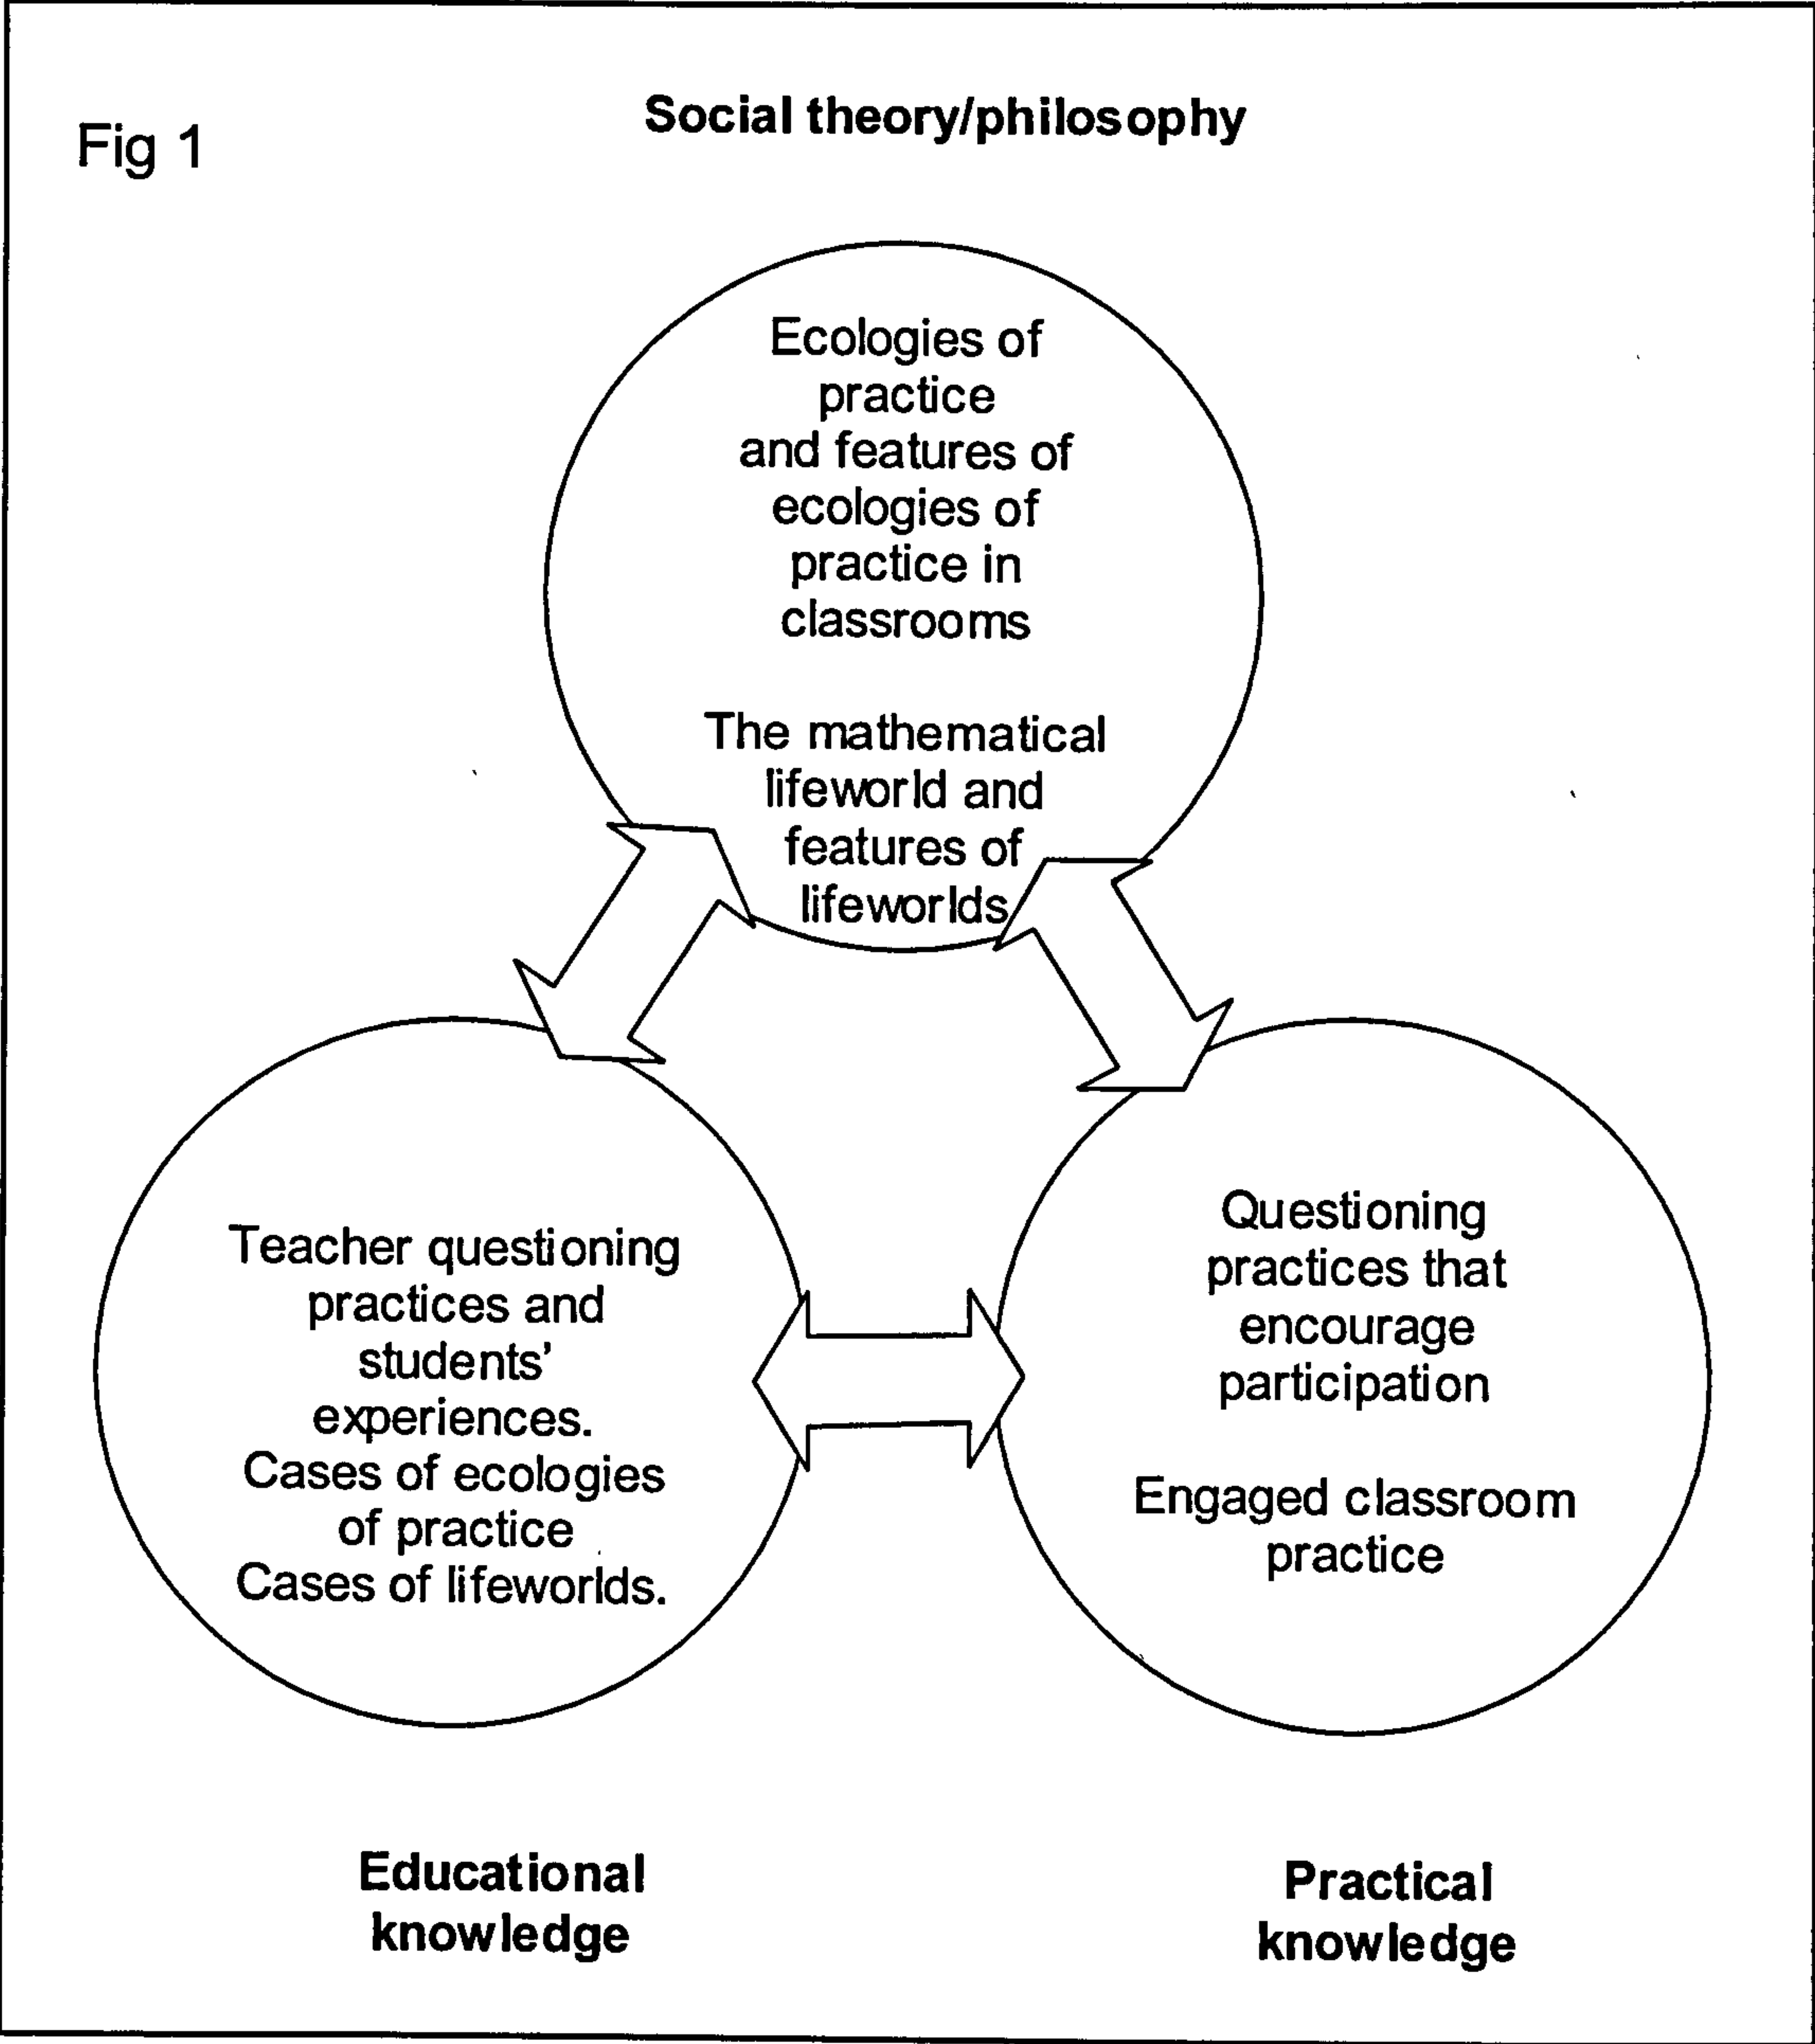 Fig 1
Social theory/philosophy
Ecologies of
practice
and features of
ecologies of
practice in
classrooms
The mathematical
lifeworld and
features of
lifeworlds
Teacher questioning
practices and
students’
experiences.
Cases of ecologies
of practice
Cases of lifeworlds.
Questioning
practices that
encourage
participation
Engaged classroom
practice
Educational
knowledge
Practical
knowledge